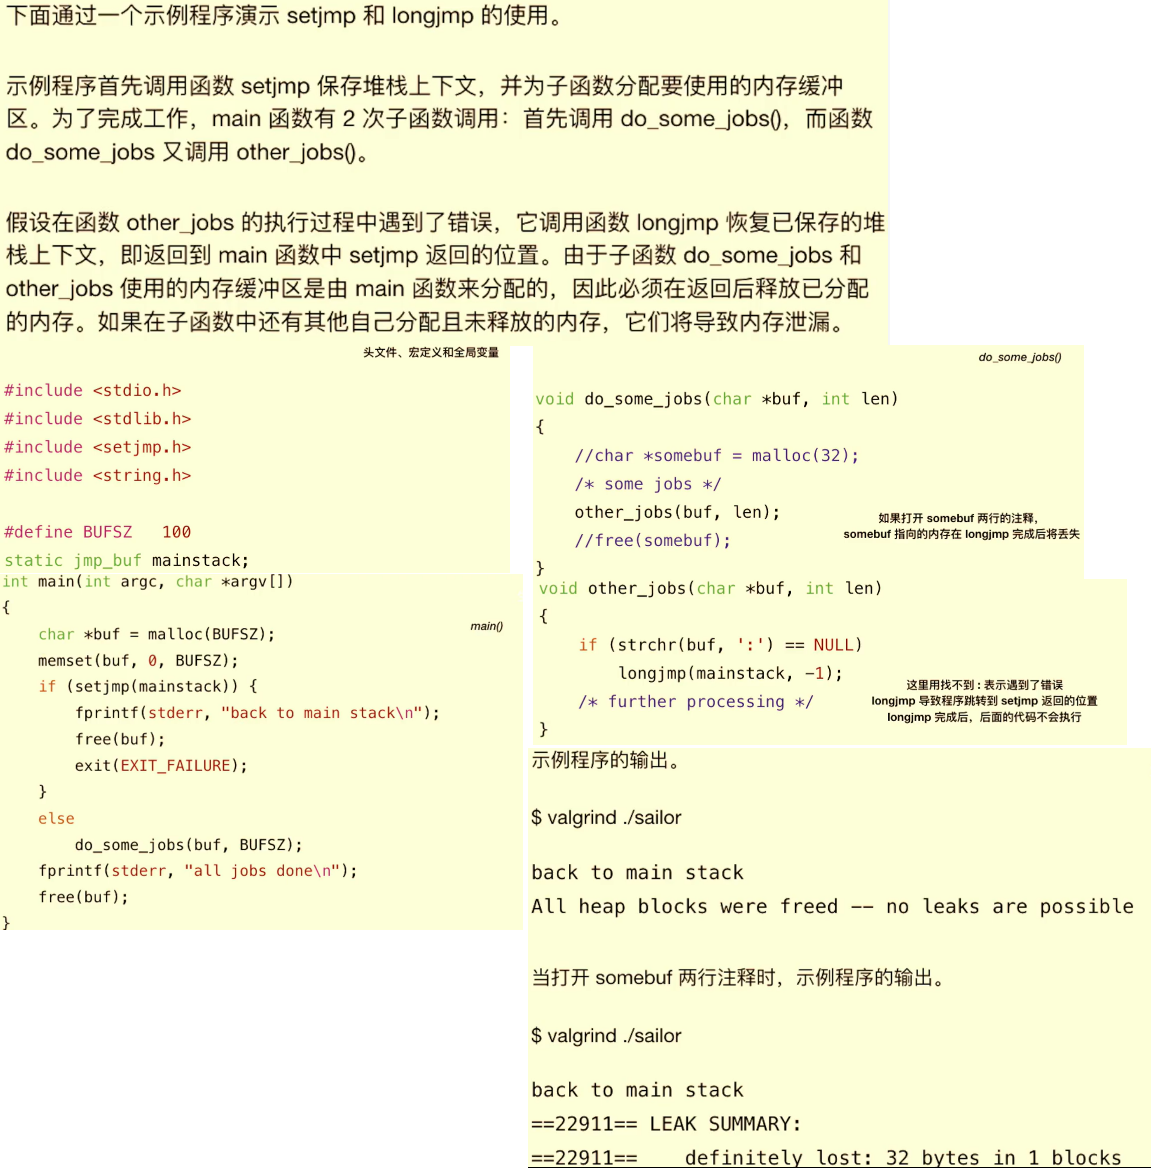 下面通过一个示例程序演示 setjmp 和 longjmp 的使用。
示例程序首先调用函数 setjmp 保存堆栈上下文，并为子函数分配要使用的内存缓冲
区。为了完成工作，main 函数有 2 次子函数调用：首先调用 do_some_jobs()，而函数
do_some_jobs 又调用 other_jobs()。
假设在函数 other_jobs 的执行过程中遇到了错误，它调用函数 longjmp 恢复已保存的堆
栈上下文，即返回到 main 函数中 setjmp 返回的位置。由于子函数 do_some_jobs 和
other_jobs 使用的内存缓冲区是由 main 函数来分配的，因此必须在返回后释放已分配
的内存。如果在子函数中还有其他自己分配且未释放的内存，它们将导致内存泄漏。
头文件、宏定义和全局变量
#include <stdio.h>
#include <stdlib.h>
#include <setjmp.h>
#include <string.h>
#define BUFSZ   100
static jmp_buf mainstack;
int main(int argc, char *argv[])
{
    char *buf = malloc(BUFSZ);
main()
    memset(buf, 0, BUFSZ);
    if (setjmp(mainstack)) {
        fprintf(stderr, "back to main stack\n");
        free(buf);
        exit(EXIT_FAILURE);
    }
    else
        do_some_jobs(buf, BUFSZ);
    fprintf(stderr, "all jobs done\n");
    free(buf);
}
do_some_jobs()
void do_some_jobs(char *buf, int len)
{
    //char *somebuf = malloc(32);
    /* some jobs */
    other_jobs(buf, len);
    //free(somebuf);
}
如果打开 somebuf 两行的注释，
somebuf 指向的内存在 longjmp 完成后将丢失
void other_jobs(char *buf, int len)
{
    if (strchr(buf, ':') == NULL)
        longjmp(mainstack, -1);
    /* further processing */
}
这里用找不到 : 表示遇到了错误
longjmp 导致程序跳转到 setjmp 返回的位置
longjmp 完成后，后面的代码不会执行
示例程序的输出。
$ valgrind ./sailor
back to main stack
All heap blocks were freed -- no leaks are possible
当打开 somebuf 两行注释时，示例程序的输出。
$ valgrind ./sailor
back to main stack
==22911== LEAK SUMMARY:
==22911==    definitely lost: 32 bytes in 1 blocks